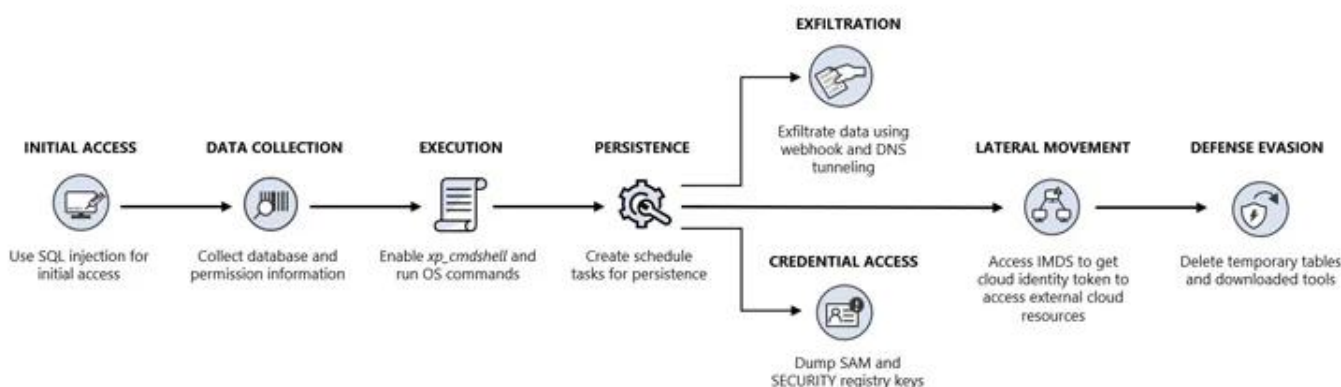 EXFILTRATION
Exfiltrate data using
webhook and DNS
tunneling
INITIAL ACCESS
Use SQL injection for
initial access
DATA COLLECTION
Collect database and
permission information
EXECUTION
Enable xp_cmdshell and
run OS commands
PERSISTENCE
Create schedule
tasks for persistence
CREDENTIAL ACCESS
Dump SAM and
SECURITY registry keys
LATERAL MOVEMENT
Access IMDS to get
cloud identity token to
access external cloud
resources
DEFENSE EVASION
Delete temporary tables
and downloaded tools